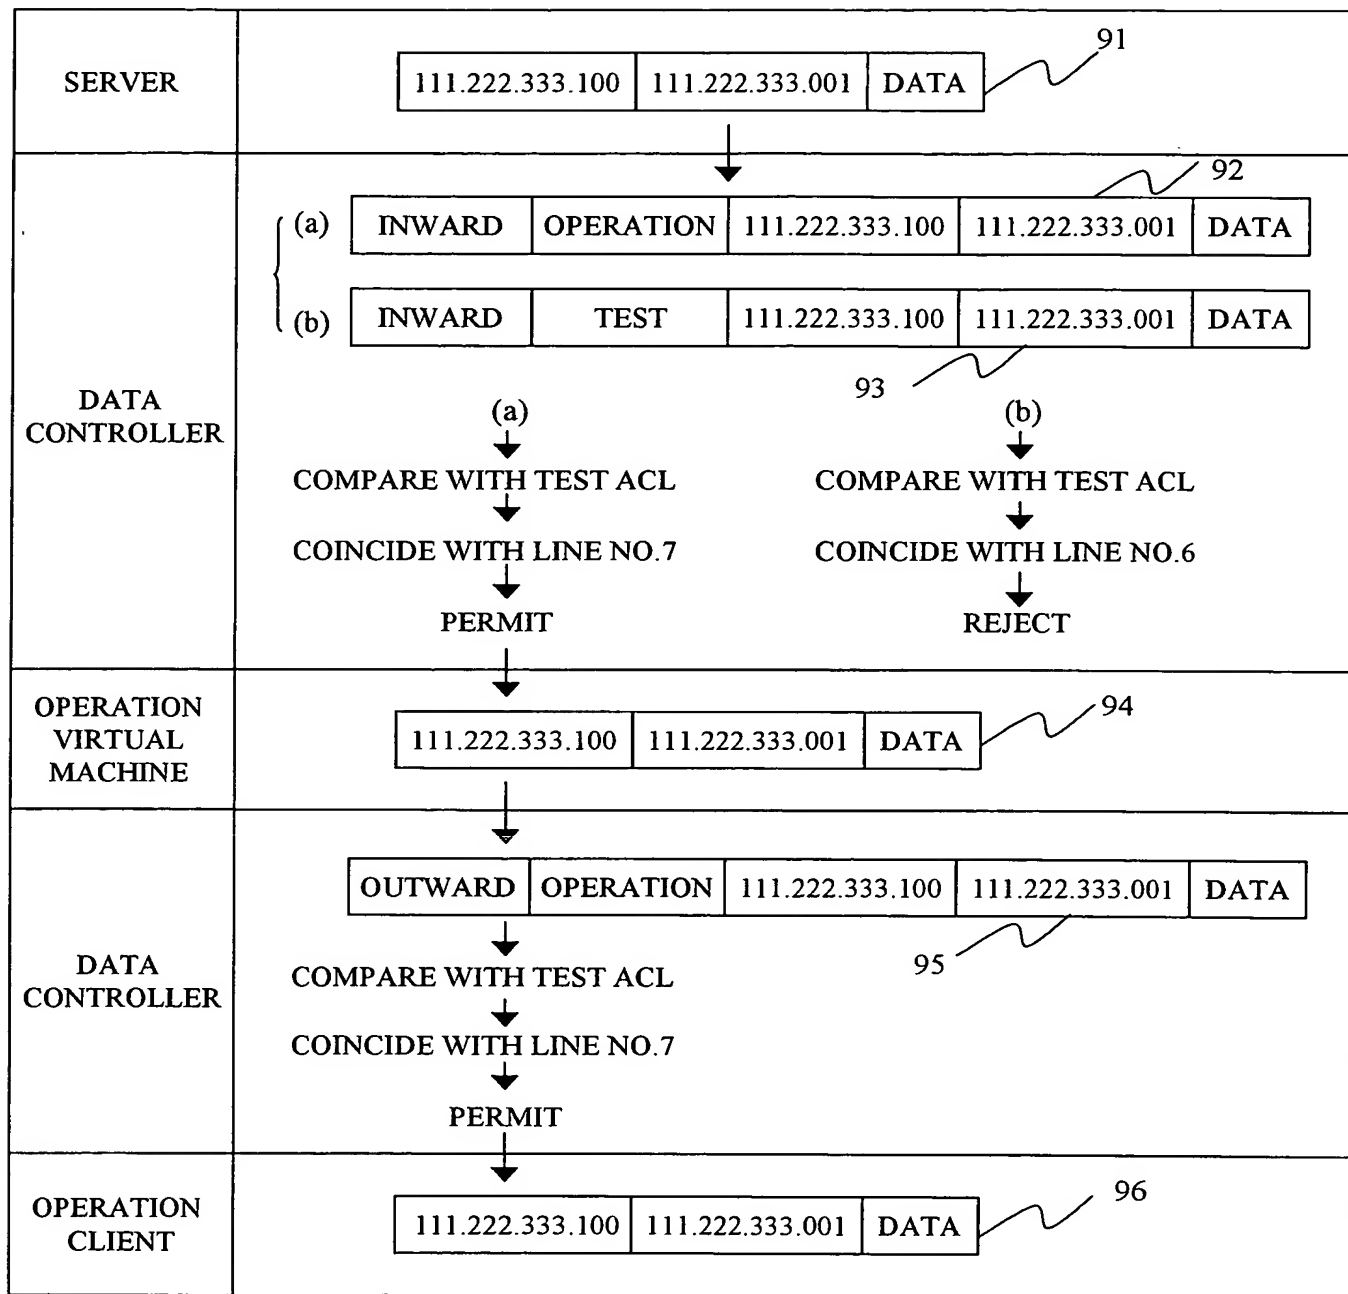 SERVER
111.222.333.100 111.222.333.001 DATA
91
DATA
CONTROLLER
92
(a) INWARD OPERATION 111.222.333.100 111.222.333.001 DATA
(b) INWARD TEST 111.222.333.100 111.222.333.001 DATA
93
(a) (b)
COMPARE WITH TEST ACL COMPARE WITH TEST ACL
COINCIDE WITH LINE NO.7 COINCIDE WITH LINE NO.6
PERMIT REJECT
OPERATION
VIRTUAL
MACHINE
111.222.333.100 111.222.333.001 DATA
94
DATA
CONTROLLER
OUTWARD OPERATION 111.222.333.100 111.222.333.001 DATA
95
COMPARE WITH TEST ACL
COINCIDE WITH LINE NO.7
PERMIT
OPERATION
CLIENT
111.222.333.100 111.222.333.001 DATA
96